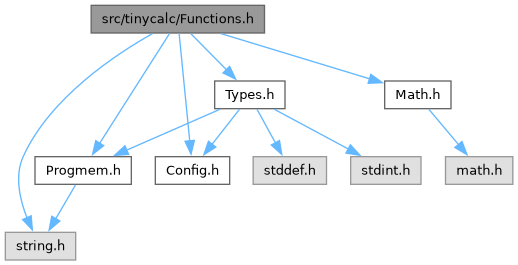 src/tinycalc/Functions.h
Types.h
Math.h
Progmem.h
Config.h
stddef.h
stdint.h
math.h
string.h